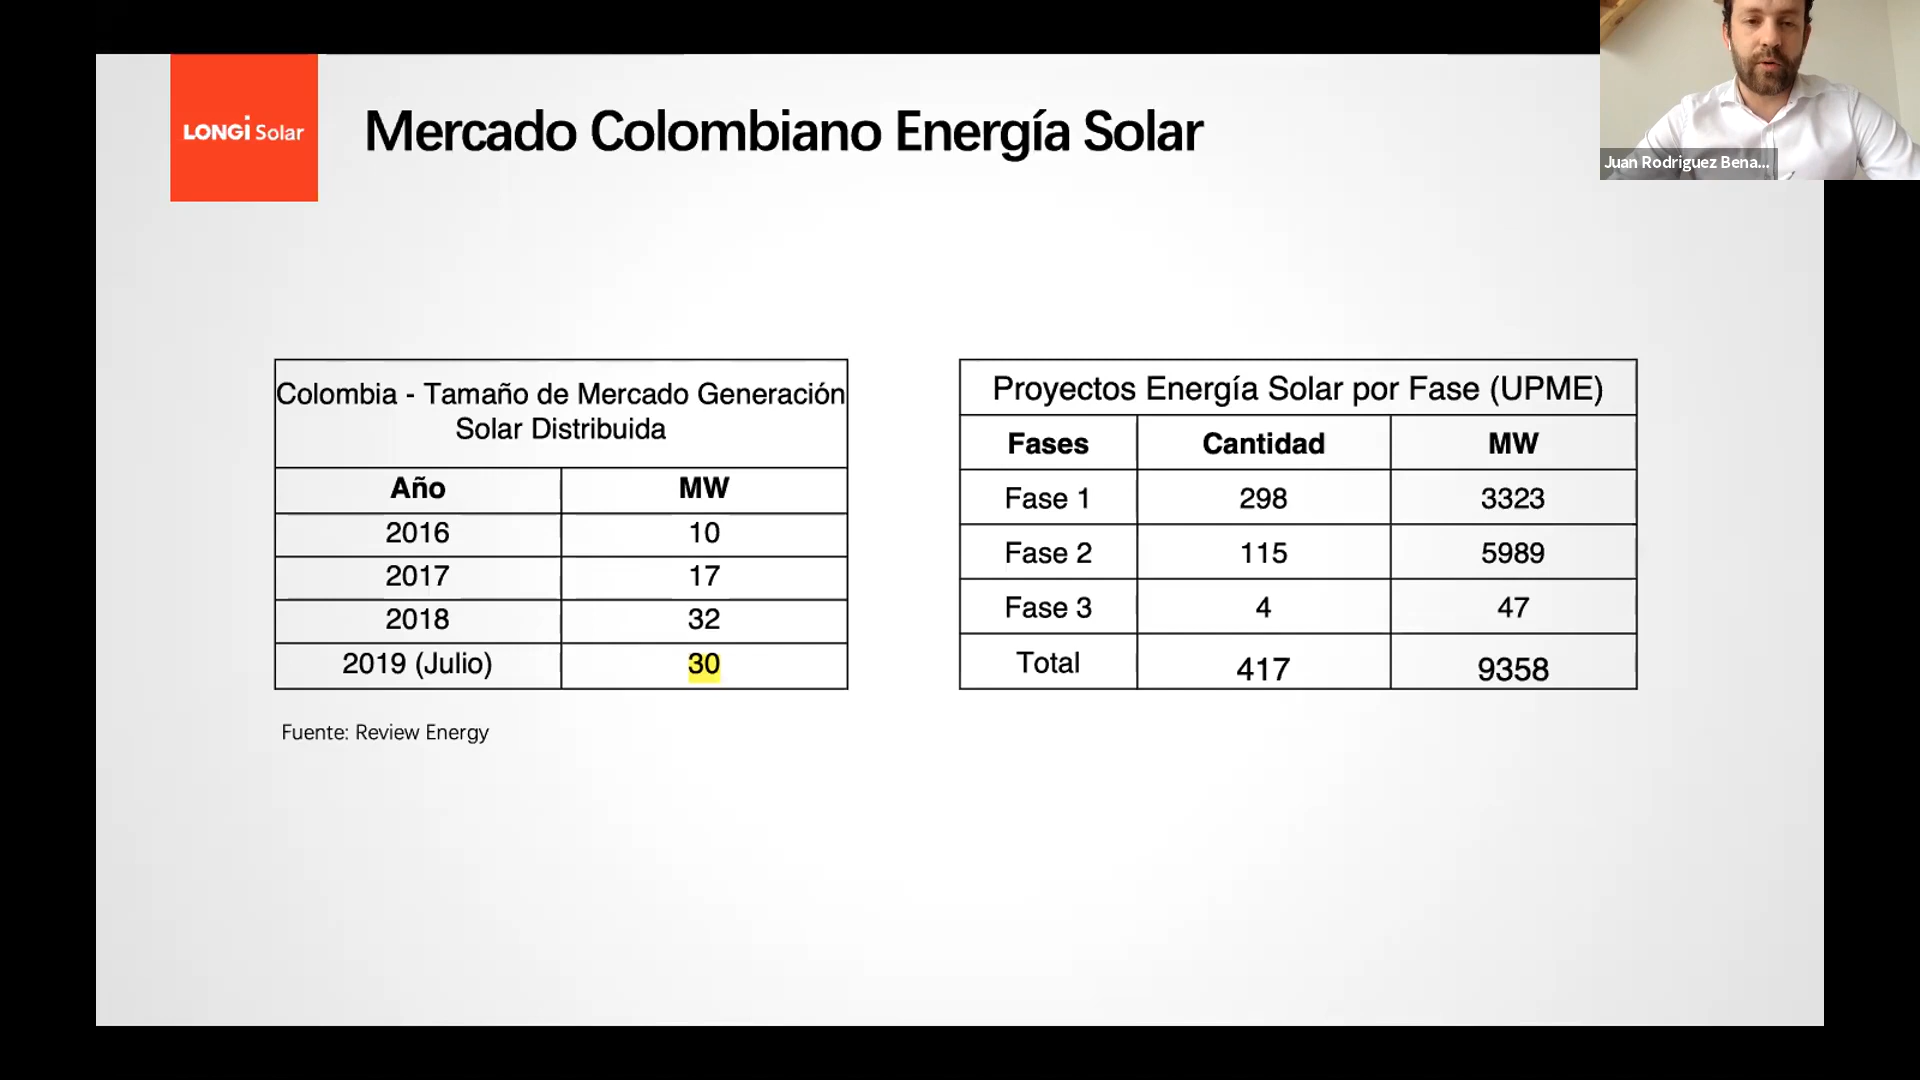 LONGi Solar
Mercado Colombiano Energía Solar
Juan Rodriguez Bena...
Colombia - Tamaño de Mercado Generación
Solar Distribuida
Año MW
2016 10
2017 17
2018 32
2019 (Julio) 30
Fuente: Review Energy
Proyectos Energía Solar por Fase (UPME)
Fases Cantidad MW
Fase 1 298 3323
Fase 2 115 5989
Fase 3 4 47
Total 417 9358